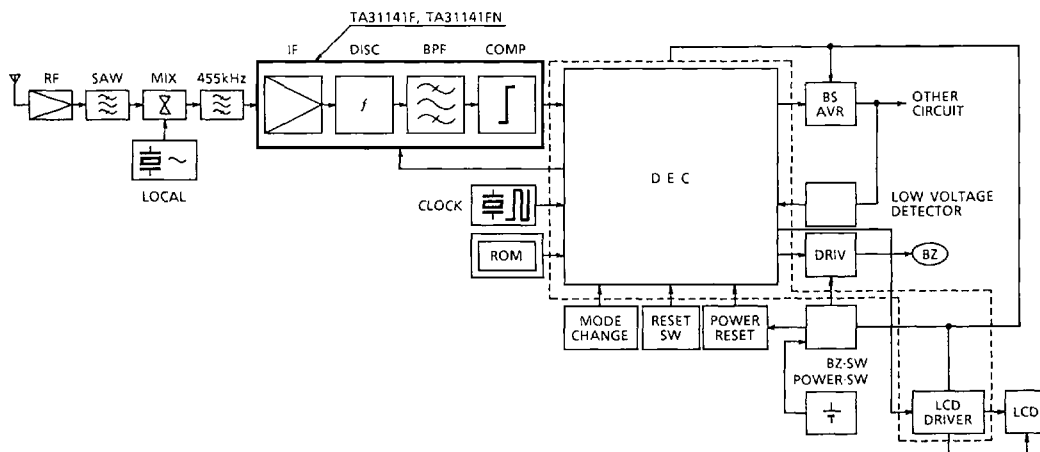 TA31141F, TA31141FN
IF DISC BPF COMP
RF SAW MIX 455kHz
f
BS
AVR
OTHER
CIRCUIT
LOCAL
DEC
CLOCK
LOW VOLTAGE
DETECTOR
ROM
DRIV
BZ
MODE
CHANGE
RESET
SW
POWER
RESET
BZ-SW
POWER-SW
LCD
DRIVER
LCD